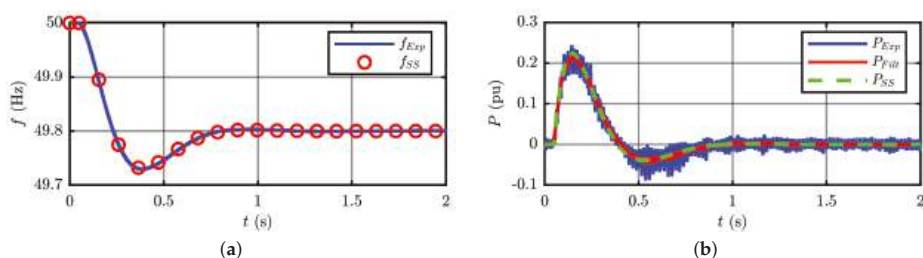 50
49.9
49.8
49.7
f (Hz)
0
0.5
1
1.5
2
t (s)
f_Exp
f_SS
(a)
0.3
0.2
0.1
0
-0.1
P (pu)
0
0.5
1
1.5
2
t (s)
P_Exp
P_Filt
P_SS
(b)